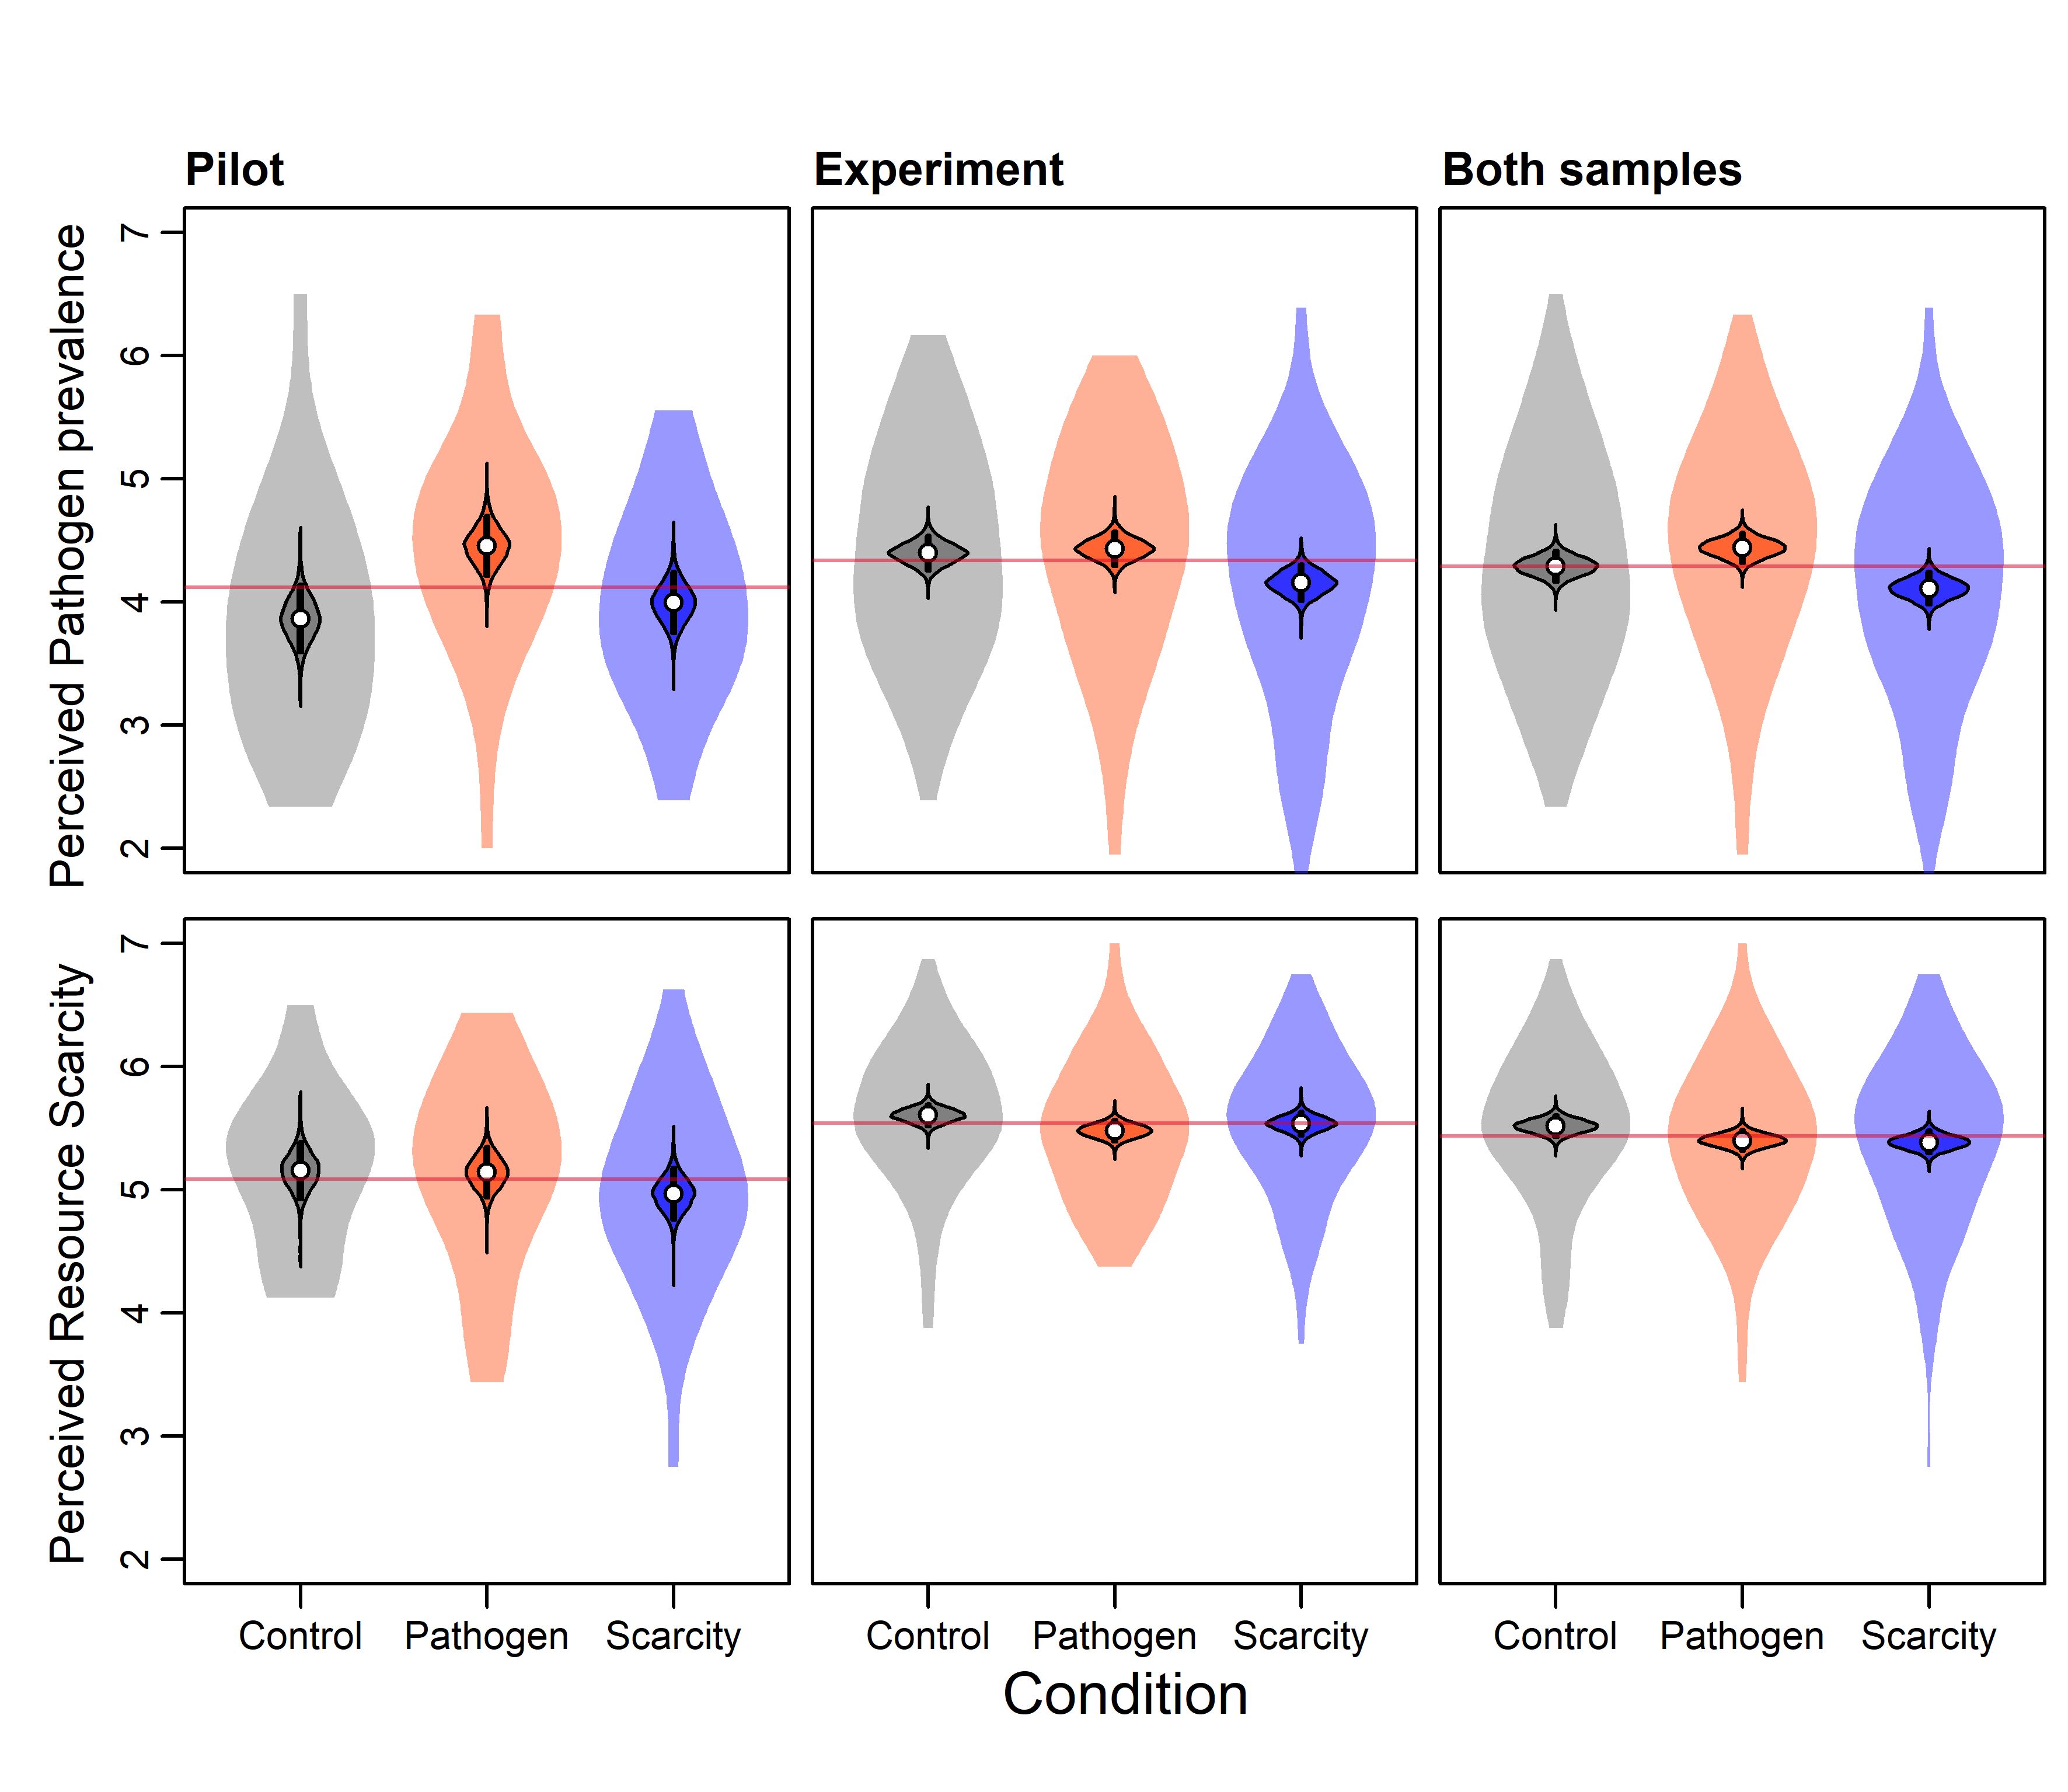 Pilot
Experiment
Both samples
Perceived Pathogen prevalence
7
6
5
4
3
2
Perceived Resource Scarcity
7
6
5
4
3
2
Control Pathogen Scarcity
Control Pathogen Scarcity
Control Pathogen Scarcity
Condition